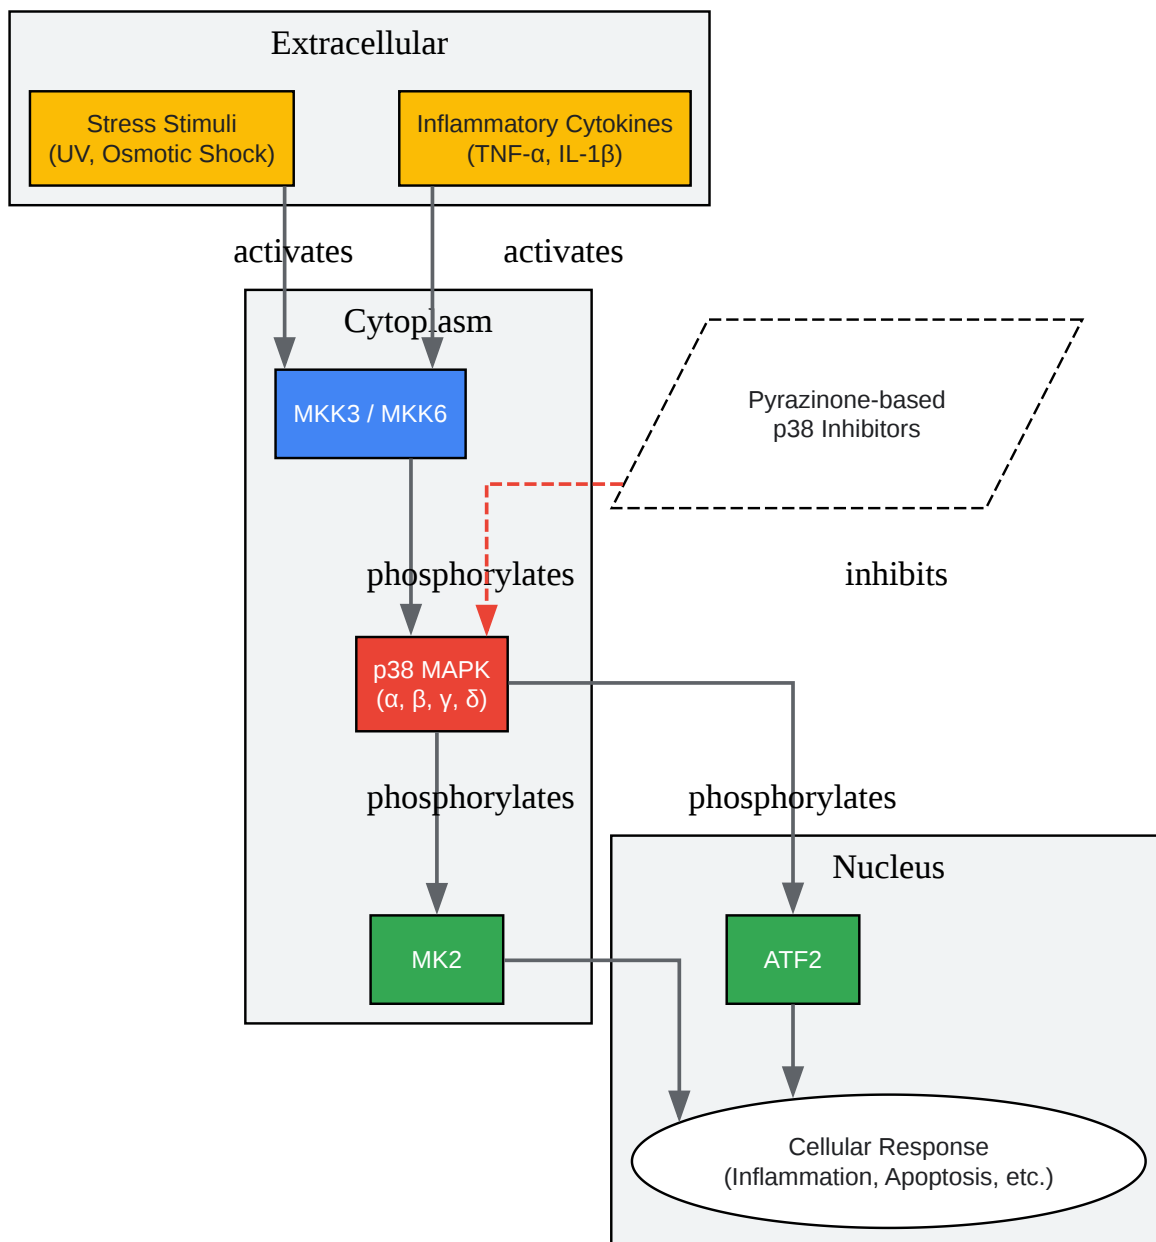 Extracellular
Stress Stimuli
(UV, Osmotic Shock)
Inflammatory Cytokines
(TNF-α, IL-1β)
activates
activates
Cytoplasm
MKK3 / MKK6
Pyrazinone-based
p38 Inhibitors
phosphorylates
inhibits
p38 MAPK
(α, β, γ, δ)
phosphorylates
phosphorylates
Nucleus
MK2
ATF2
Cellular Response
(Inflammation, Apoptosis, etc.)